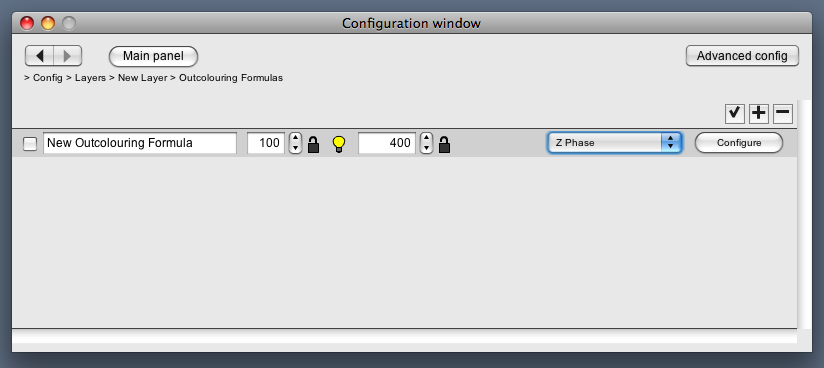 Configuration window
Main panel
Advanced config
> Config > Layers > New Layer > Outcolouring Formulas
New Outcolouring Formula 100 400 Z Phase Configure